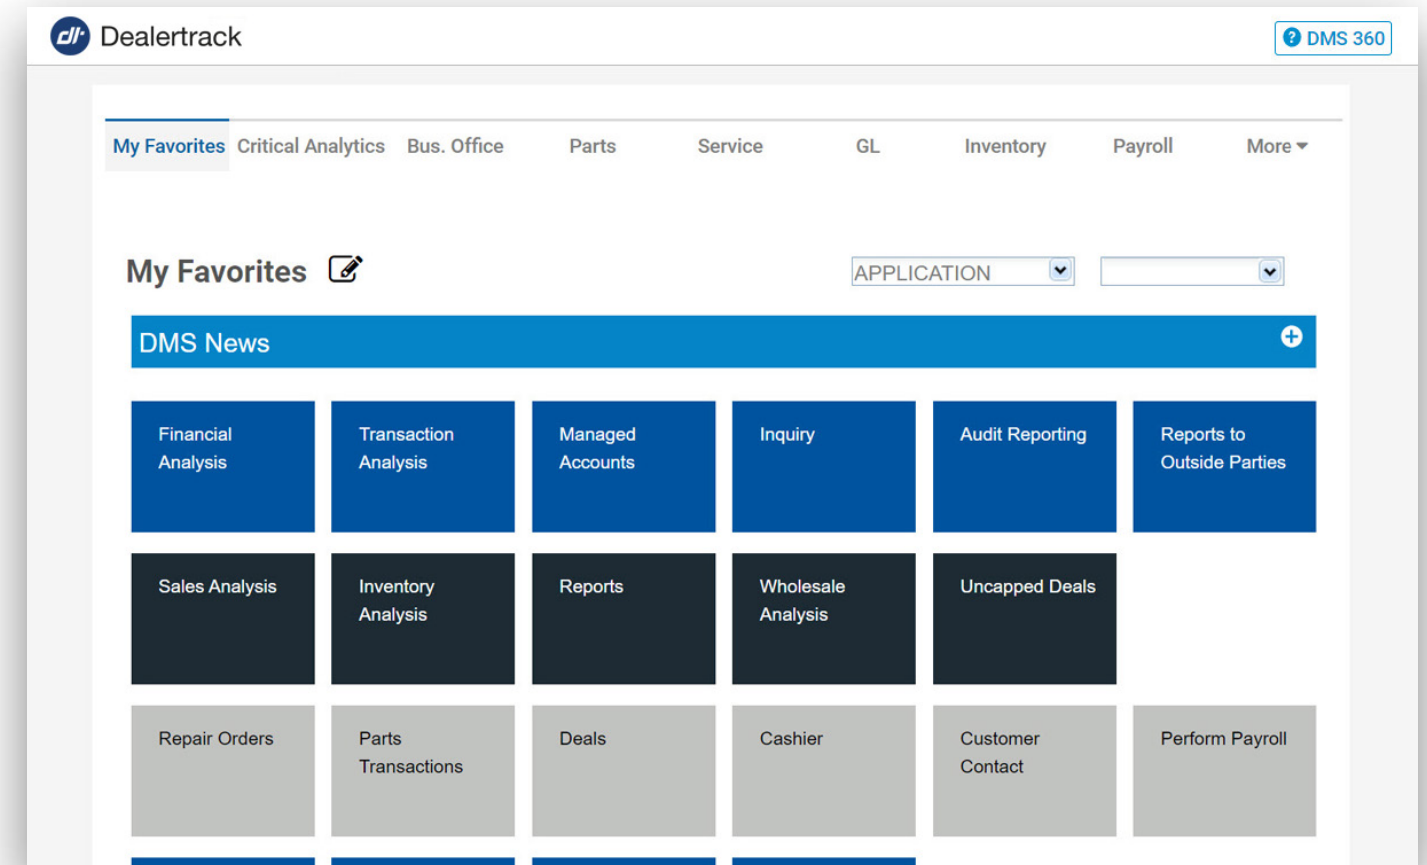 dt Dealertrack
? DMS 360
My Favorites Critical Analytics Bus. Office Parts Service GL Inventory Payroll More
My Favorites APPLICATION
DMS News
Financial Analysis
Transaction Analysis
Managed Accounts
Inquiry
Audit Reporting
Reports to Outside Parties
Sales Analysis
Inventory Analysis
Reports
Wholesale Analysis
Uncapped Deals
Repair Orders
Parts Transactions
Deals
Cashier
Customer Contact
Perform Payroll